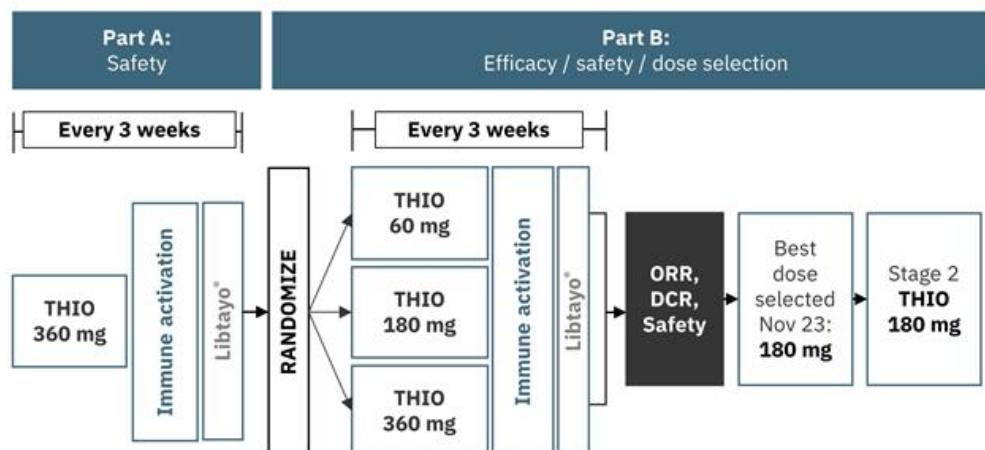 Part A:
Safety
Part B:
Efficacy / safety / dose selection
Every 3 weeks
Every 3 weeks
THIO
360 mg
Immune activation
Libtayo®
RANDOMIZE
THIO
60 mg
THIO
180 mg
THIO
360 mg
Immune activation
Libtayo®
ORR,
DCR,
Safety
Best
dose
selected
Nov 23:
180 mg
Stage 2
THIO
180 mg